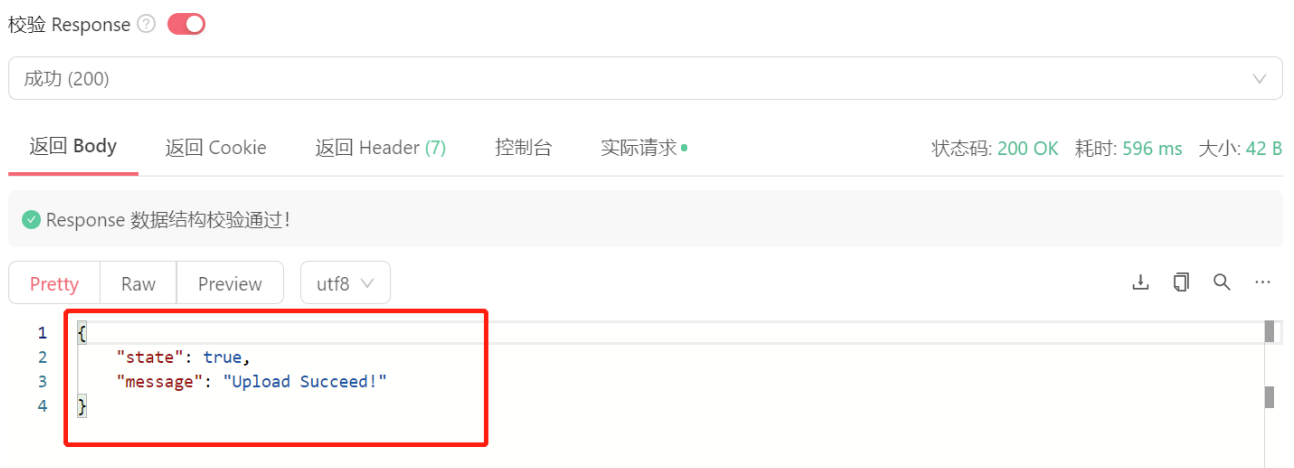 校验 Response
成功 (200)
返回 Body 返回 Cookie 返回 Header (7) 控制台 实际请求 状态码: 200 OK 耗时: 596 ms 大小: 42 B
Response 数据结构校验通过!
Pretty Raw Preview utf8
1 {
2 "state": true,
3 "message": "Upload Succeed!"
4 }